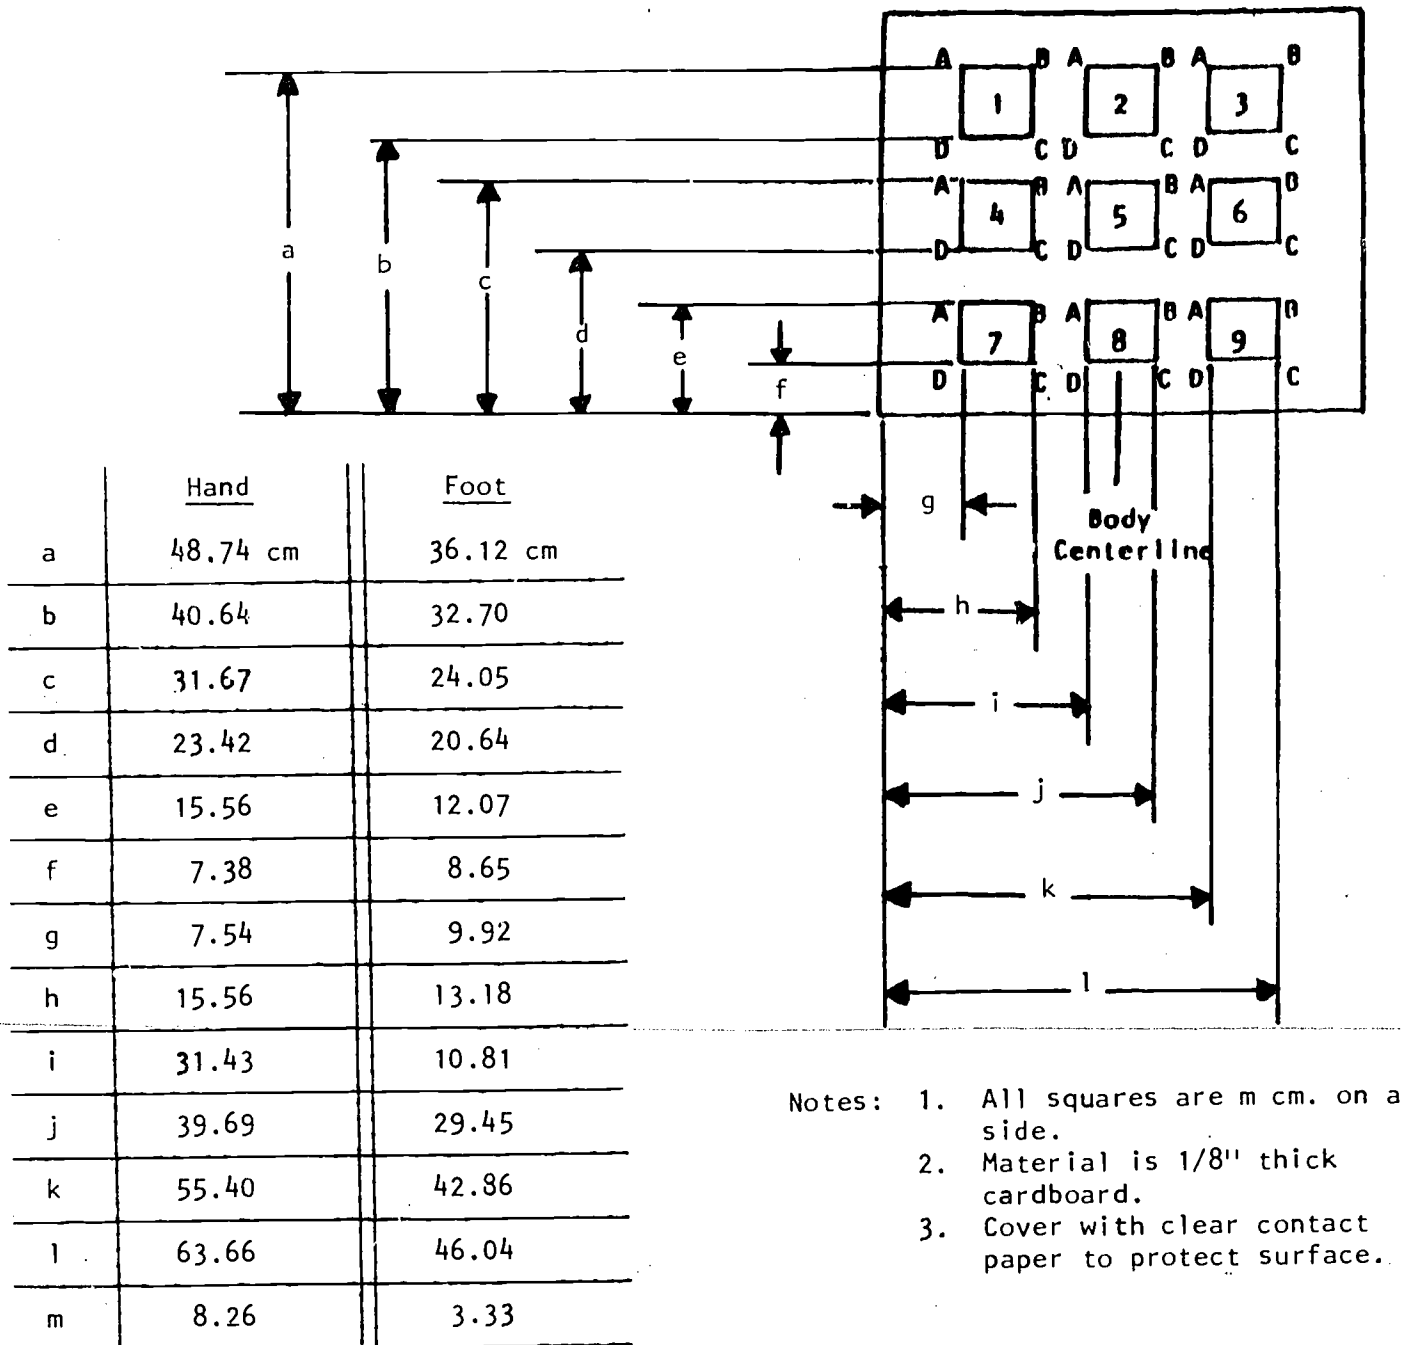 A B A B A B
1 2 3
D C D C D C
A B A B A B
4 5 6
D C D C D C
A B A B A B
7 8 9
D C D C D C
a
b
c
d
e
f
g
Body
Centerline
h
i
j
k
l
Hand Foot
a 48.74 cm 36.12 cm
b 40.64 32.70
c 31.67 24.05
d 23.42 20.64
e 15.56 12.07
f 7.38 8.65
g 7.54 9.92
h 15.56 13.18
i 31.43 10.81
j 39.69 29.45
k 55.40 42.86
l 63.66 46.04
m 8.26 3.33
Notes: 1. All squares are m cm. on a
side.
2. Material is 1/8" thick
cardboard.
3. Cover with clear contact
paper to protect surface.